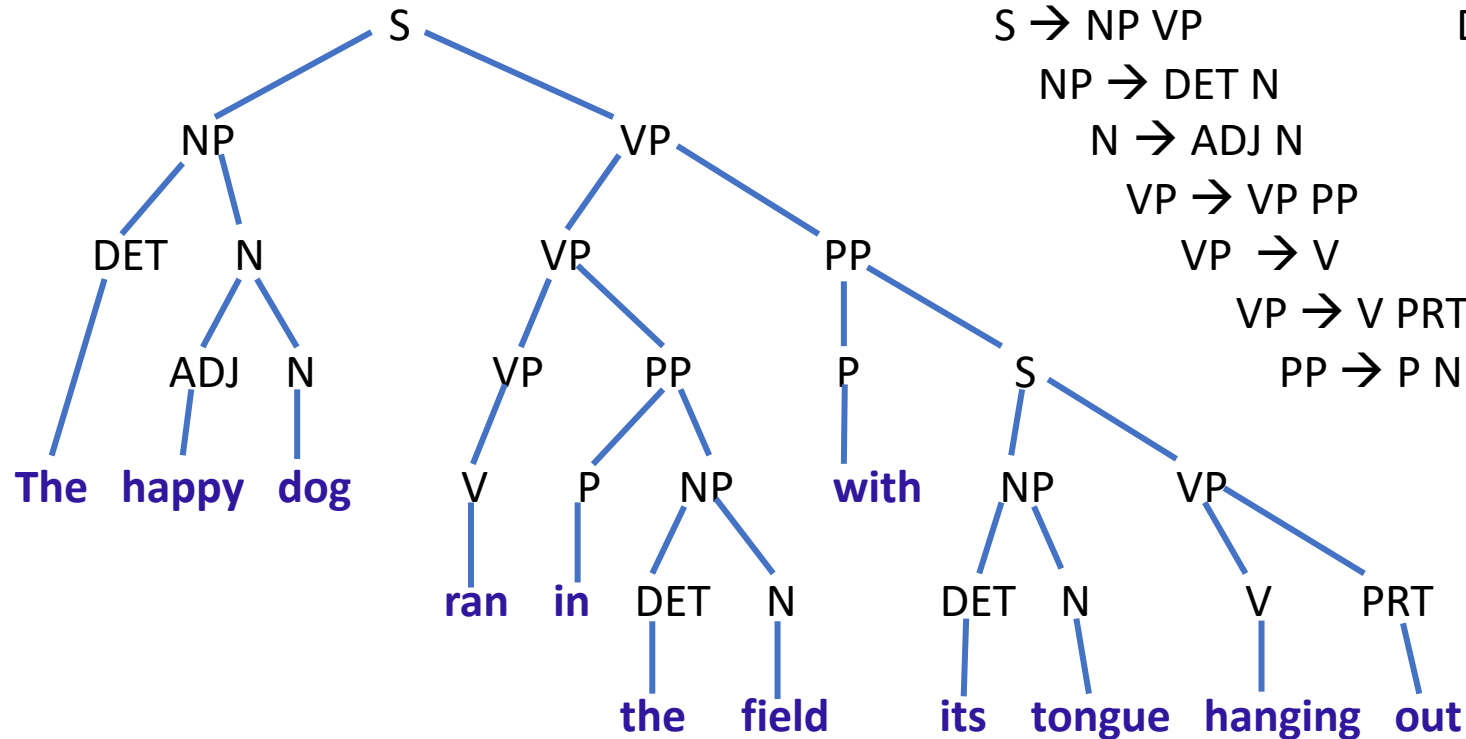 S
S → NP VP
NP → DET N
NP VP
N → ADJ N
VP → VP PP
DET N VP PP
VP → V
VP → V PRT
ADJ N VP PP P S
PP → P N
The happy dog V P NP with NP VP
ran in DET N DET N V PRT
the field its tongue hanging out